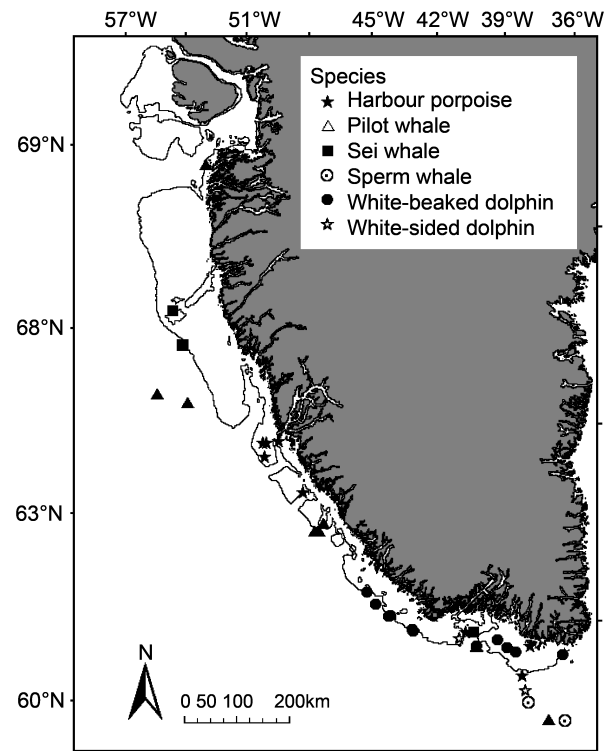 57°W 51°W 45°W 42°W 39°W 36°W
Species
Harbour porpoise
Pilot whale
Sei whale
Sperm whale
White-beaked dolphin
White-sided dolphin
69°N
68°N
63°N
60°N
N
0 50 100 200km